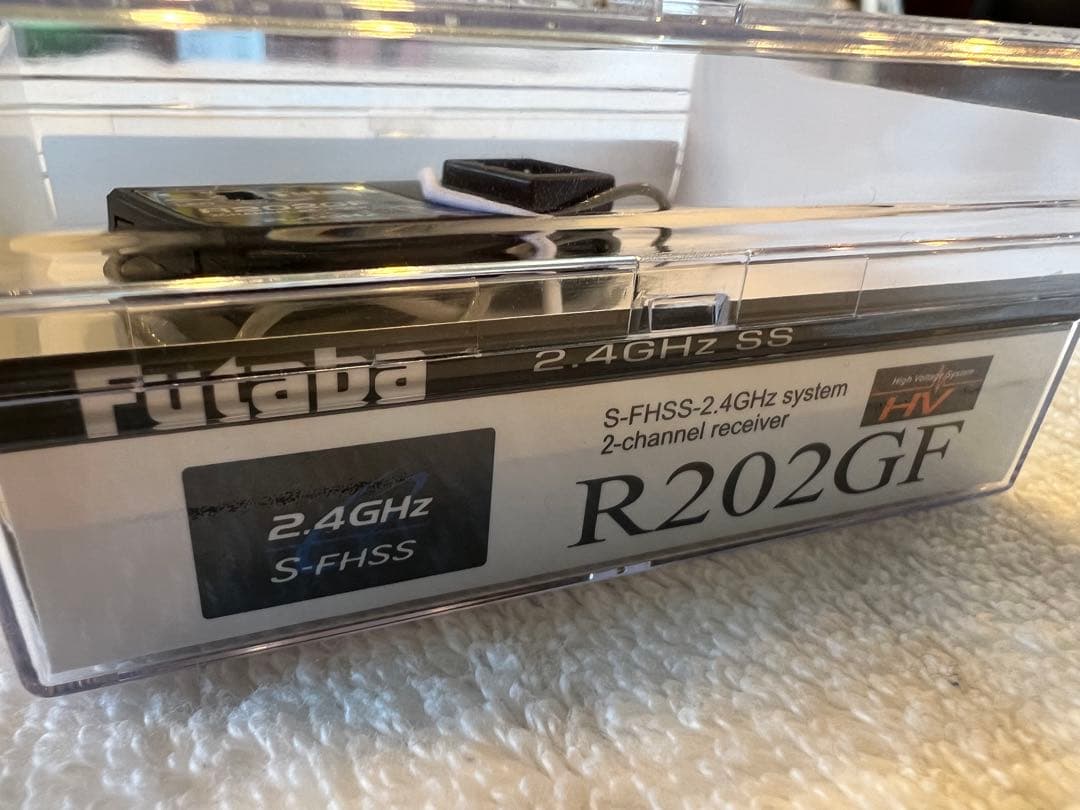 Futaba
2.4GHz SS
S-FHSS-2.4GHz system
2-channel receiver
High Voltage System
HV
R202GF
2.4GHz
S-FHSS